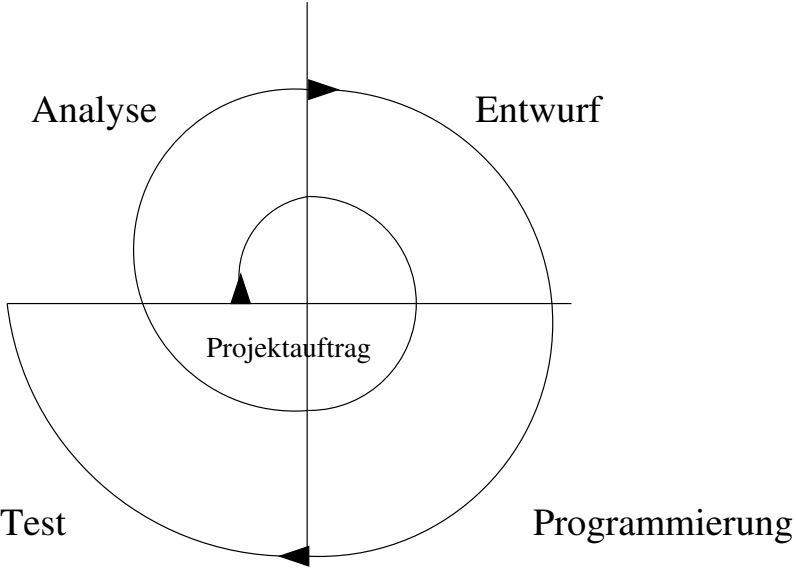 Analyse
Entwurf
Projektauftrag
Test
Programmierung